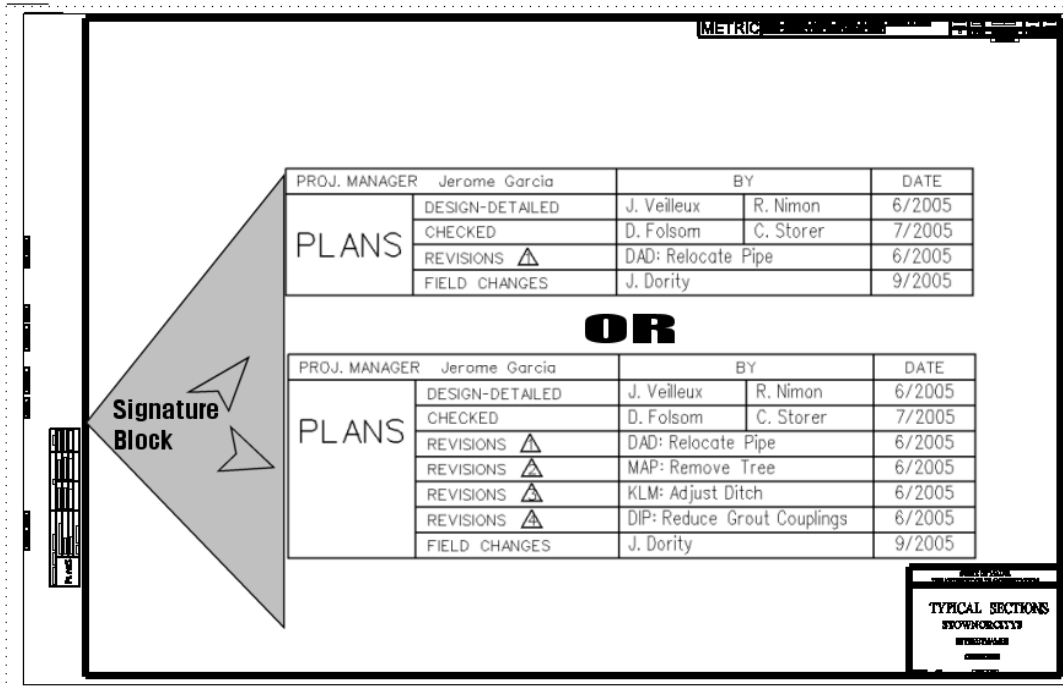 METRIC
PROJ. MANAGER Jerome Garcia BY DATE
PLANS
DESIGN-DETAILED J. Veilleux R. Nimon 6/2005
CHECKED D. Folsom C. Storer 7/2005
REVISIONS 1 DAD: Relocate Pipe 6/2005
FIELD CHANGES J. Dority 9/2005
OR
PROJ. MANAGER Jerome Garcia BY DATE
PLANS
DESIGN-DETAILED J. Veilleux R. Nimon 6/2005
CHECKED D. Folsom C. Storer 7/2005
REVISIONS 1 DAD: Relocate Pipe 6/2005
REVISIONS 2 MAP: Remove Tree 6/2005
REVISIONS 3 KLM: Adjust Ditch 6/2005
REVISIONS 4 DIP: Reduce Grout Couplings 6/2005
FIELD CHANGES J. Dority 9/2005
Signature
Block
PLANS
TYPICAL SECTIONS